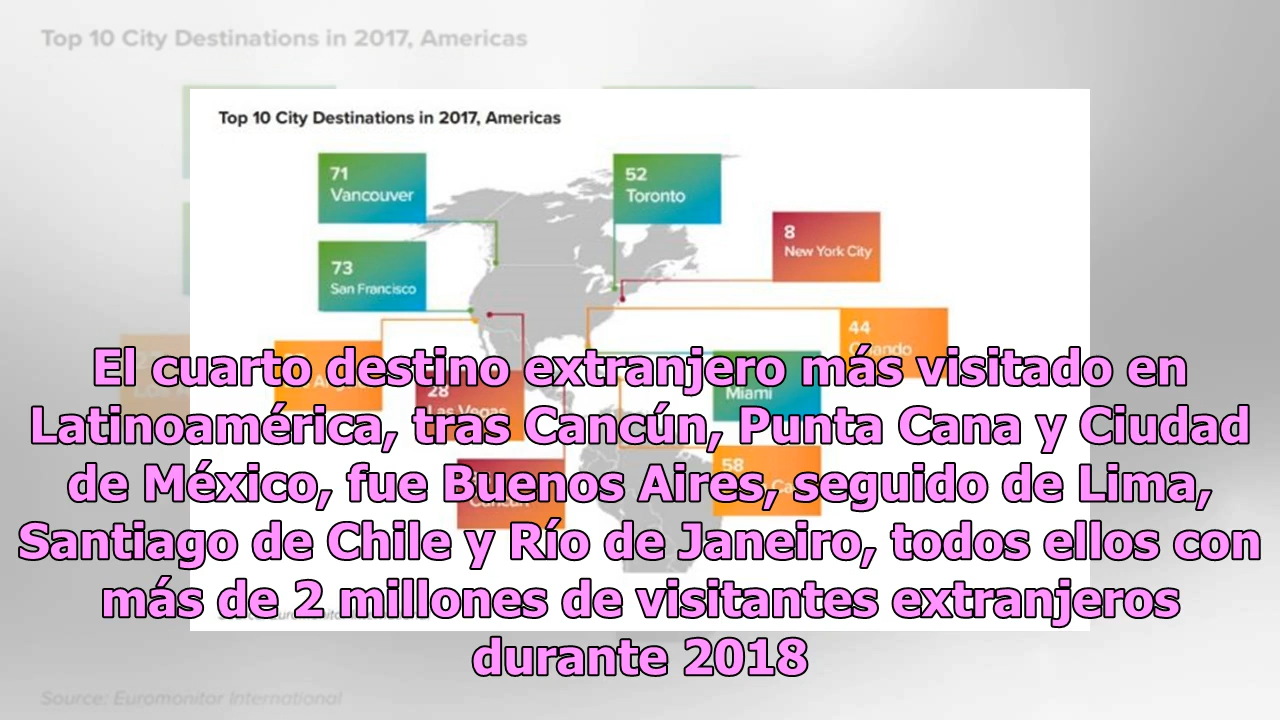 Top 10 City Destinations in 2017, Americas
Top 10 City Destinations in 2017, Americas
71
Vancouver
52
Toronto
8
New York City
73
San Francisco
44
28
Las Vegas
Miami
58
Cancún
El cuarto destino extranjero más visitado en
Latinoamérica, tras Cancún, Punta Cana y Ciudad
de México, fue Buenos Aires, seguido de Lima,
Santiago de Chile y Río de Janeiro, todos ellos con
más de 2 millones de visitantes extranjeros
durante 2018
Source: Euromonitor International